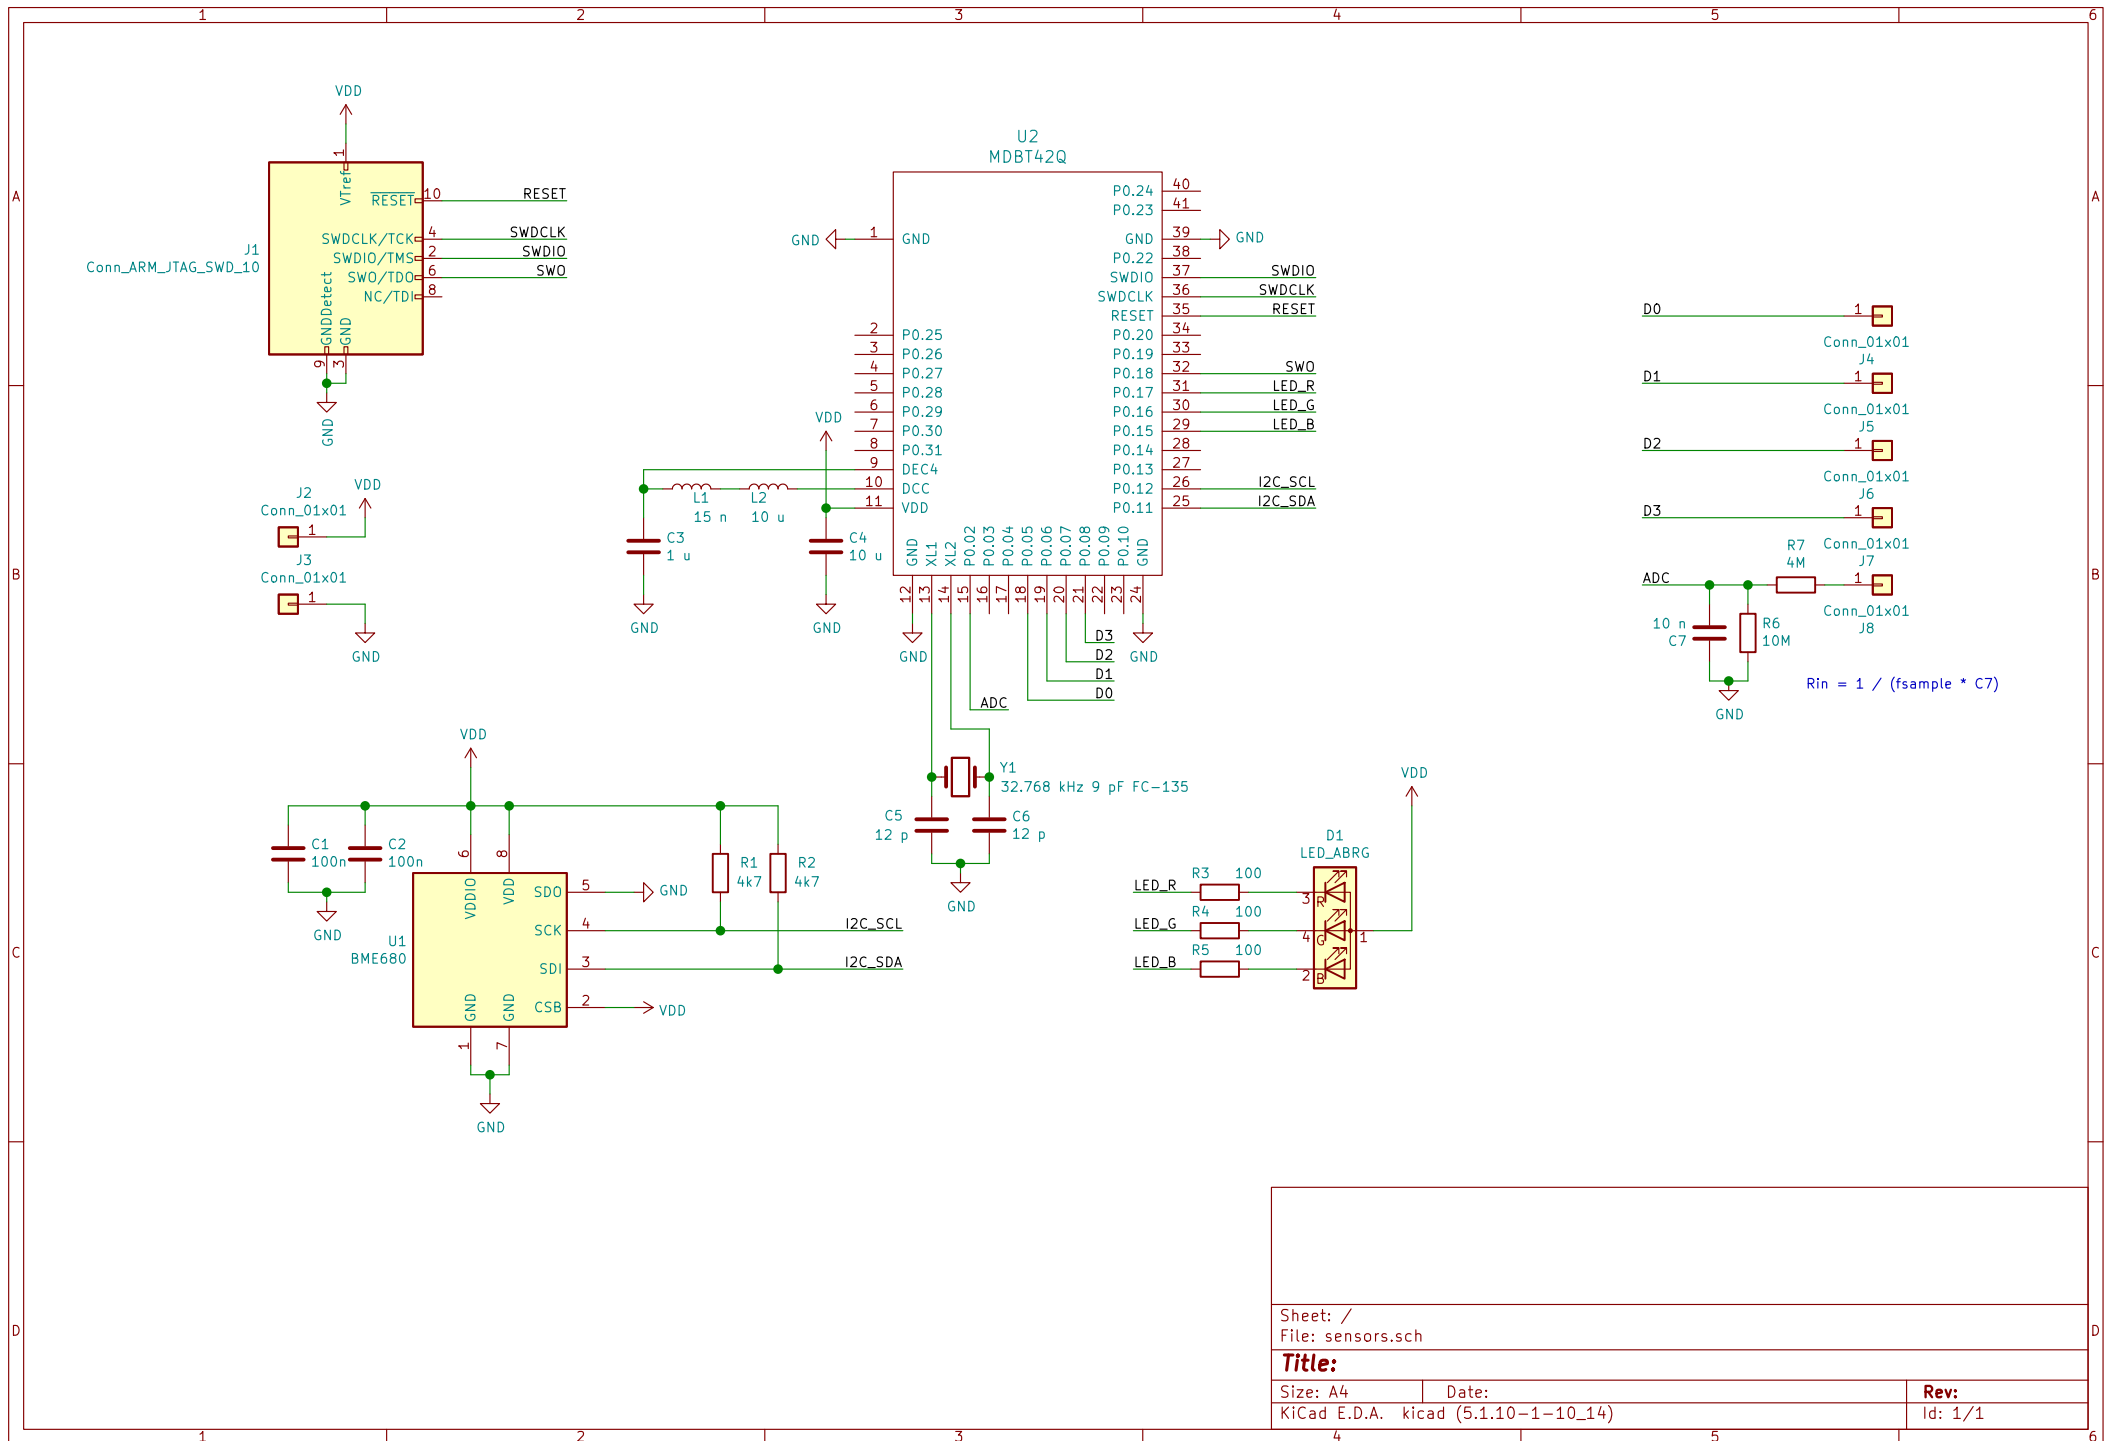 1 2 3 4 5 6
A
B
C
D
A
B
C
D
1 2 3 4 5 6
VDD
1
VTref
RESET 10 RESET
SWDCLK/TCK 4 SWDCLK
SWDIO/TMS 2 SWDIO
SWO/TDO 6 SWO
NC/TDI 8
J1
Conn_ARM_JTAG_SWD_10
GNDDetect
GND
9 3
GND
J2
Conn_01x01
1
VDD
J3
Conn_01x01
1
GND
U2
MDBT42Q
GND 1 GND
2 P0.25
3 P0.26
4 P0.27
5 P0.28
6 P0.29
7 P0.30
8 P0.31
9 DEC4
10 DCC
11 VDD
P0.24 40
P0.23 41
GND 39 GND
P0.22 38
SWDIO 37 SWDIO
SWDCLK 36 SWDCLK
RESET 35 RESET
P0.20 34
P0.19 33
P0.18 32 SWO
P0.17 31 LED_R
P0.16 30 LED_G
P0.15 29 LED_B
P0.14 28
P0.13 27
P0.12 26 I2C_SCL
P0.11 25 I2C_SDA
GND XL1 XL2 P0.02 P0.03 P0.04 P0.05 P0.06 P0.07 P0.08 P0.09 P0.10 GND
12 13 14 15 16 17 18 19 20 21 22 23 24
VDD
L1
15 n
L2
10 u
C3
1 u
GND
C4
10 u
GND
GND
D3
D2
D1
D0
ADC
GND
Y1
32.768 kHz 9 pF FC-135
C5
12 p
C6
12 p
GND
D0 1
Conn_01x01
J4
D1 1
Conn_01x01
J5
D2 1
Conn_01x01
J6
D3 1
Conn_01x01
J7
R7
4M
ADC 1
Conn_01x01
J8
10 n
C7
R6
10M
GND
Rin = 1 / (fsample * C7)
VDD
C1
100n
C2
100n
GND
6 8
VDDIO VDD
U1
BME680
SDO 5 GND
SCK 4 I2C_SCL
SDI 3 I2C_SDA
CSB 2 VDD
GND GND
1 7
GND
R1
4k7
R2
4k7
VDD
D1
LED_ABRG
LED_R R3 100 3 R
LED_G R4 100 4 G 1
LED_B R5 100 2 B
Sheet: /
File: sensors.sch
Title:
Size: A4 Date: Rev:
KiCad E.D.A. kicad (5.1.10-1-10_14) Id: 1/1